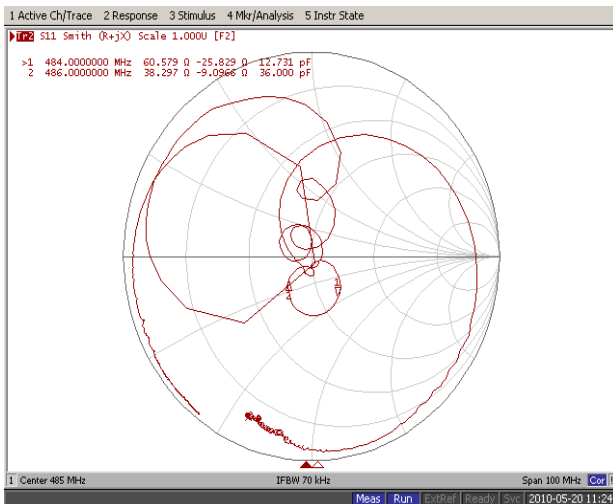 1 Active Ch/Trace 2 Response 3 Stimulus 4 Mkr/Analysis 5 Instr State
Tr2 S11 Smith (R+jX) Scale 1.000U [F2]
>1 484.0000000 MHz 60.579 Ω -25.829 Ω 12.731 pF
2 486.0000000 MHz 38.297 Ω -9.0966 Ω 36.000 pF
1
2
1 Center 485 MHz IFBW 70 kHz Span 100 MHz Cor
Meas Run ExtRef Ready Svc 2010-05-20 11:24